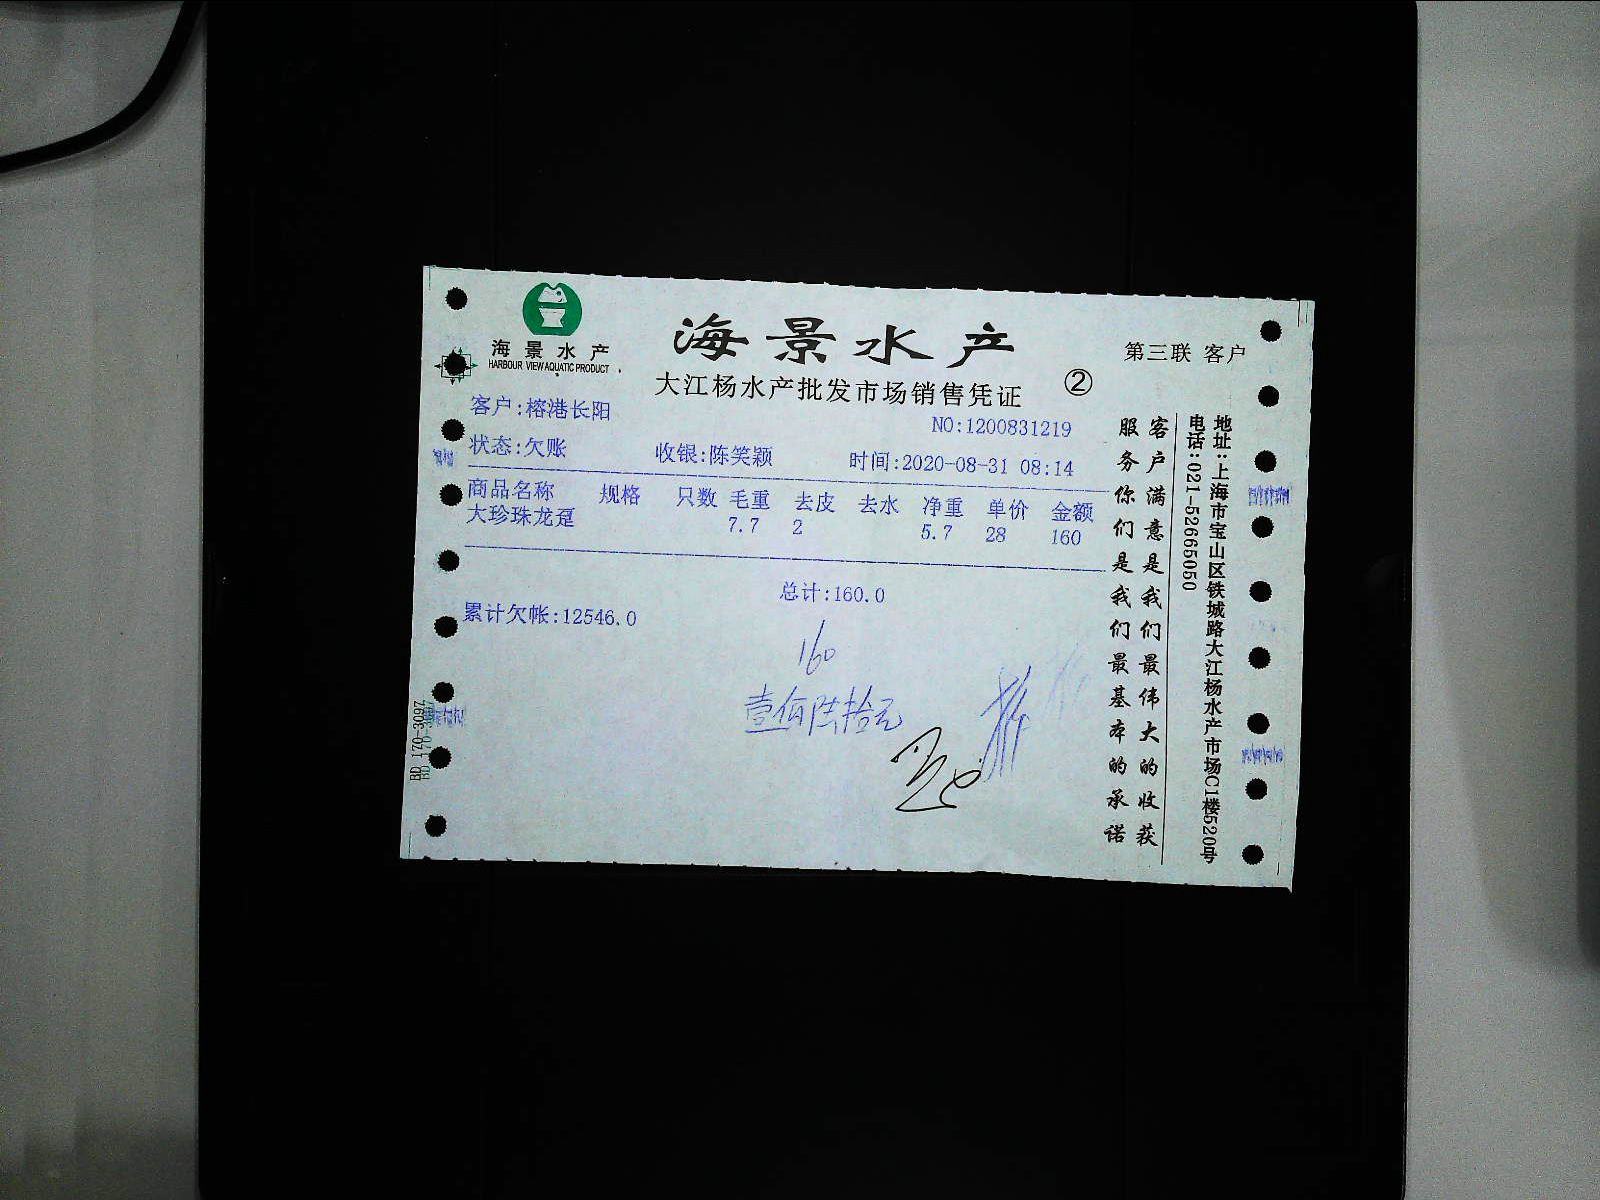 海景水产
HARBOUR VIEW AQUATIC PRODUCT
海景水产
大江杨水产批发市场销售凭证
②
第三联 客户
客户:榕港长阳
NO:1200831219
状态:欠账 收银:陈笑颖 时间:2020-08-31 08:14
商品名称 规格 只数 毛重 去皮 去水 净重 单价 金额
大珍珠龙趸 7.7 2 5.7 28 160
总计:160.0
累计欠帐:12546.0
160
壹佰陆拾元
客户满意是我们最伟大的收获
服务你们是我们最基本的承诺
地址:上海市宝山区铁城路大江杨水产市场C1楼520号
电话:021-52665050
BD 170-3097